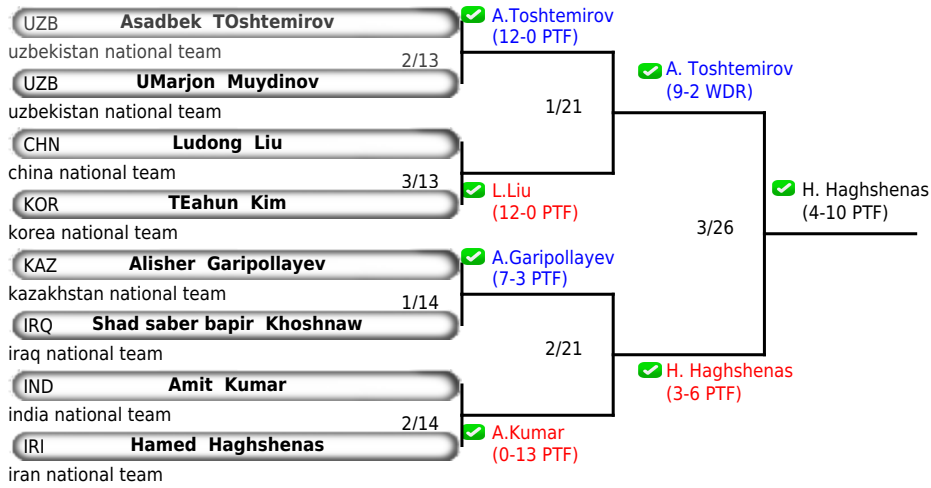 UZB Asadbek TOshtemirov
uzbekistan national team
2/13
UZB UMarjon Muydinov
uzbekistan national team
CHN Ludong Liu
china national team
3/13
KOR TEahun Kim
korea national team
KAZ Alisher Garipollayev
kazakhstan national team
1/14
IRQ Shad saber bapir Khoshnaw
iraq national team
IND Amit Kumar
india national team
2/14
IRI Hamed Haghshenas
iran national team
A.Toshtemirov
(12-0 PTF)
1/21
L.Liu
(12-0 PTF)
A.Garipollayev
(7-3 PTF)
2/21
A.Kumar
(0-13 PTF)
A. Toshtemirov
(9-2 WDR)
3/26
H. Haghshenas
(3-6 PTF)
H. Haghshenas
(4-10 PTF)